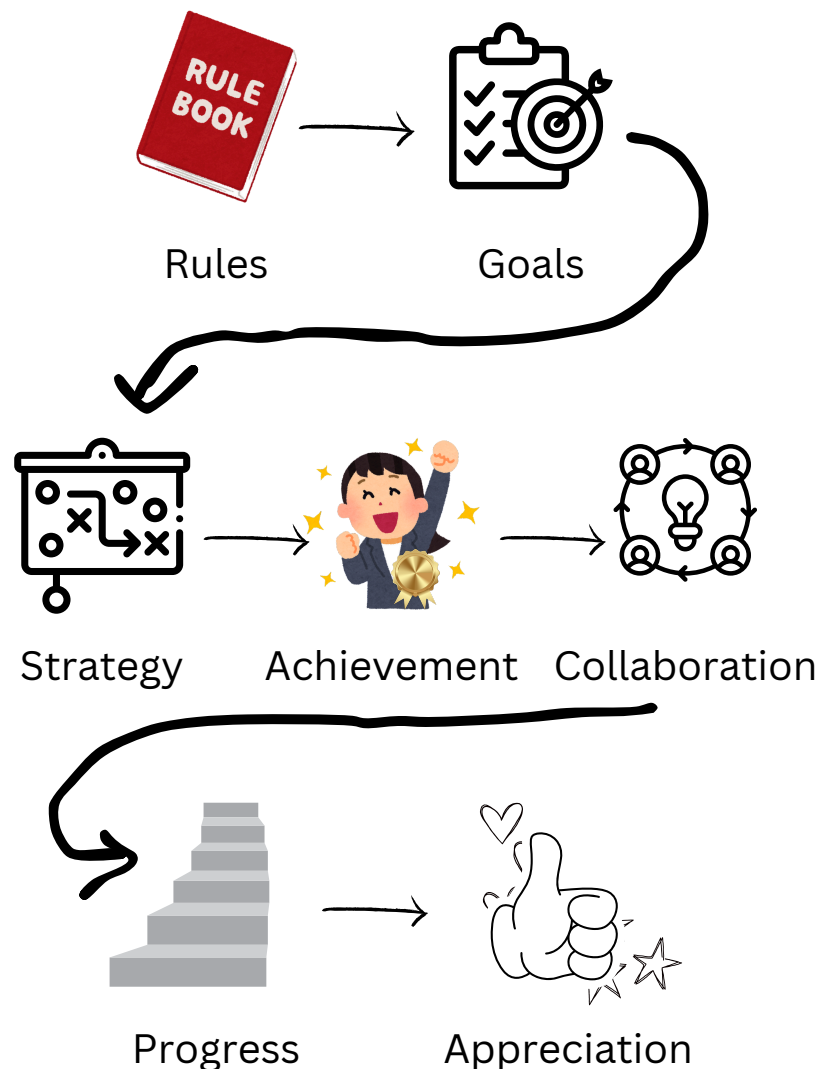 RULE
BOOK
Rules
Goals
Strategy
Achievement
Collaboration
Progress
Appreciation